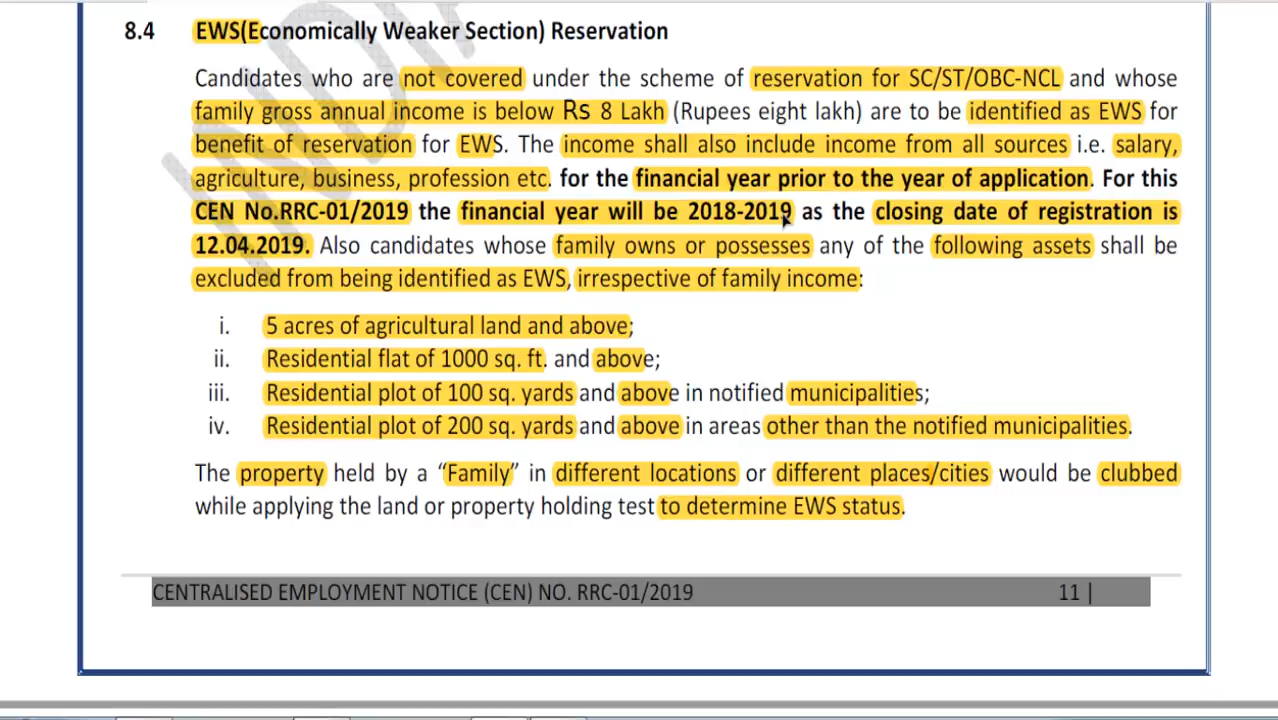 8.4 EWS(Economically Weaker Section) Reservation
Candidates who are not covered under the scheme of reservation for SC/ST/OBC-NCL and whose
family gross annual income is below Rs 8 Lakh (Rupees eight lakh) are to be identified as EWS for
benefit of reservation for EWS. The income shall also include income from all sources i.e. salary,
agriculture, business, profession etc. for the financial year prior to the year of application. For this
CEN No.RRC-01/2019 the financial year will be 2018-2019 as the closing date of registration is
12.04.2019. Also candidates whose family owns or possesses any of the following assets shall be
excluded from being identified as EWS, irrespective of family income:
i. 5 acres of agricultural land and above;
ii. Residential flat of 1000 sq. ft. and above;
iii. Residential plot of 100 sq. yards and above in notified municipalities;
iv. Residential plot of 200 sq. yards and above in areas other than the notified municipalities.
The property held by a “Family” in different locations or different places/cities would be clubbed
while applying the land or property holding test to determine EWS status.
CENTRALISED EMPLOYMENT NOTICE (CEN) NO. RRC-01/2019 11 |